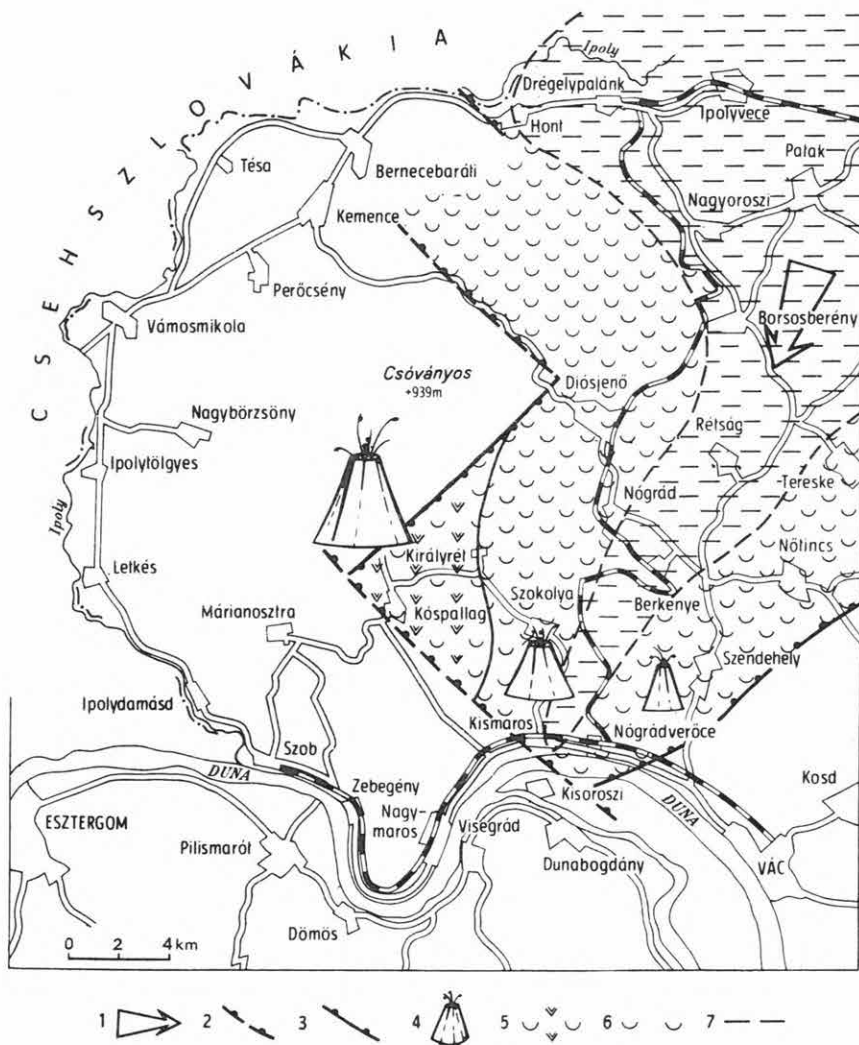 CSEHSZLOVÁKIA
Ipoly
Drégelypalánk
Ipolyvece
Hont
Patak
Tésa
Bernecebaráti
Nagyoroszi
Kemence
Perőcsény
Borsosberény
Vámosmikola
Csóványos
+939m
Diósjenő
Nagybörzsöny
Rétság
Ipolytölgyes
Tereske
Ipoly
Nógrád
Nőtincs
Királyrét
Letkés
Szokolya
Berkenye
Márianosztra
Kóspallag
Szendehely
Ipolydamásd
Kismaros
Nógrádverőce
Szob
DUNA
Zebegény
Kosd
Kisoroszi
ESZTERGOM
Nagy-
maros
Visegrád
DUNA
Pilismarót
Dunabogdány
VÁC
Dömös
0 2 4 km
1 2 3 4 5 6 7